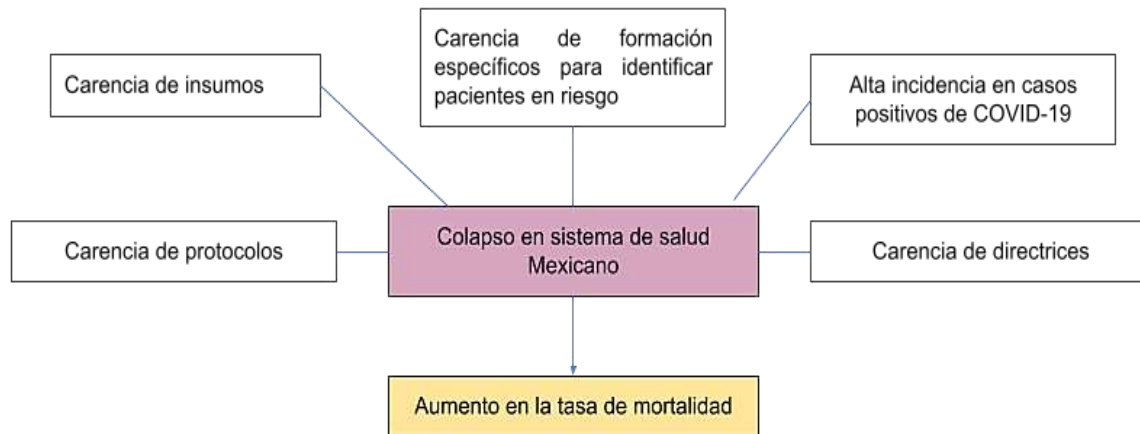 Carencia de insumos
Carencia de formación
específicos para identificar
pacientes en riesgo
Alta incidencia en casos
positivos de COVID-19
Carencia de protocolos
Colapso en sistema de salud
Mexicano
Carencia de directrices
Aumento en la tasa de mortalidad